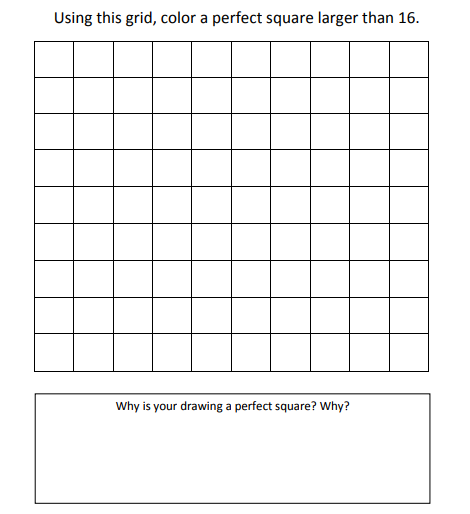 Using this grid, color a perfect square larger than 16.
Why is your drawing a perfect square? Why?